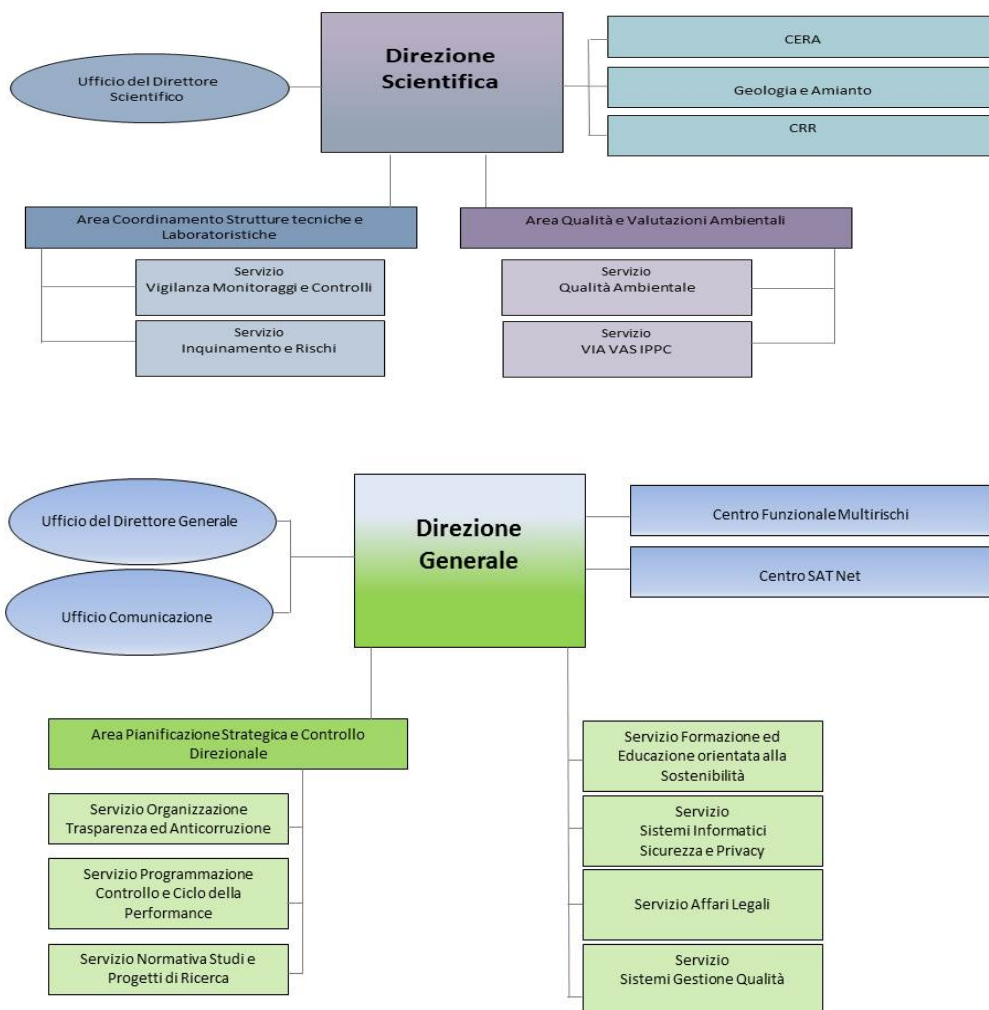 Direzione
Scientifica
Ufficio del Direttore
Scientifico
CERA
Geologia e Amianto
CRR
Area Coordinamento Strutture tecniche e
Laboratoristiche
Servizio
Vigilanza Monitoraggi e Controlli
Servizio
Inquinamento e Rischi
Area Qualità e Valutazioni Ambientali
Servizio
Qualità Ambientale
Servizio
VIA VAS IPPC
Direzione
Generale
Ufficio del Direttore Generale
Ufficio Comunicazione
Centro Funzionale Multirischi
Centro SAT Net
Area Pianificazione Strategica e Controllo
Direzionale
Servizio Organizzazione
Trasparenza ed Anticorruzione
Servizio Programmazione
Controllo e Ciclo della
Performance
Servizio Normativa Studi e
Progetti di Ricerca
Servizio Formazione ed
Educazione orientata alla
Sostenibilità
Servizio
Sistemi Informatici
Sicurezza e Privacy
Servizio Affari Legali
Servizio
Sistemi Gestione Qualità